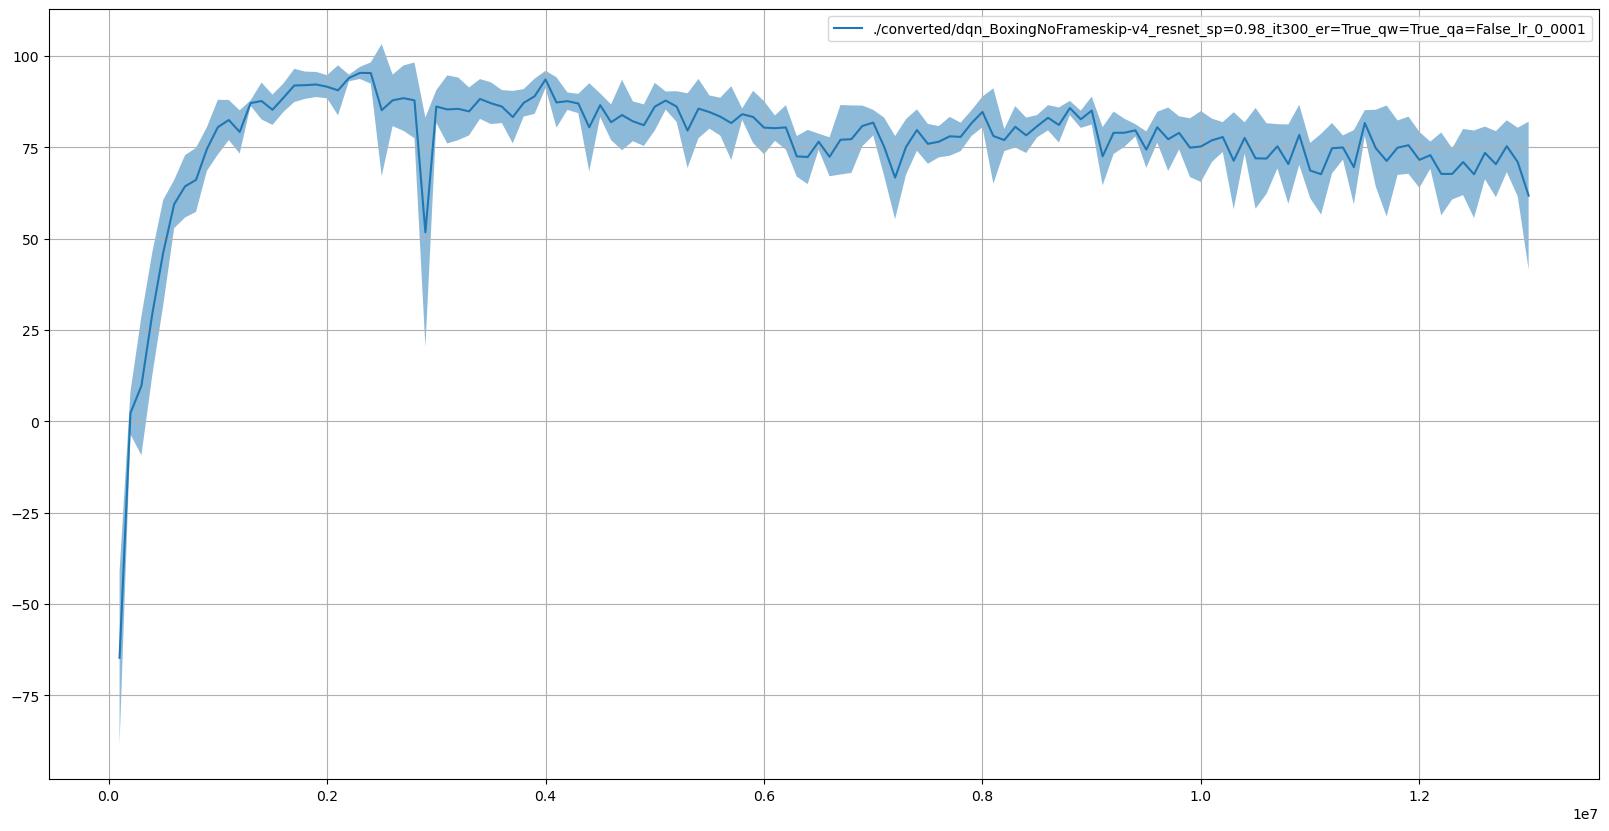 ./converted/dqn_BoxingNoFrameskip-v4_resnet_sp=0.98_it300_er=True_qw=True_qa=False_lr_0_0001
100
75
50
25
0
−25
−50
−75
0.0 0.2 0.4 0.6 0.8 1.0 1.2
1e7